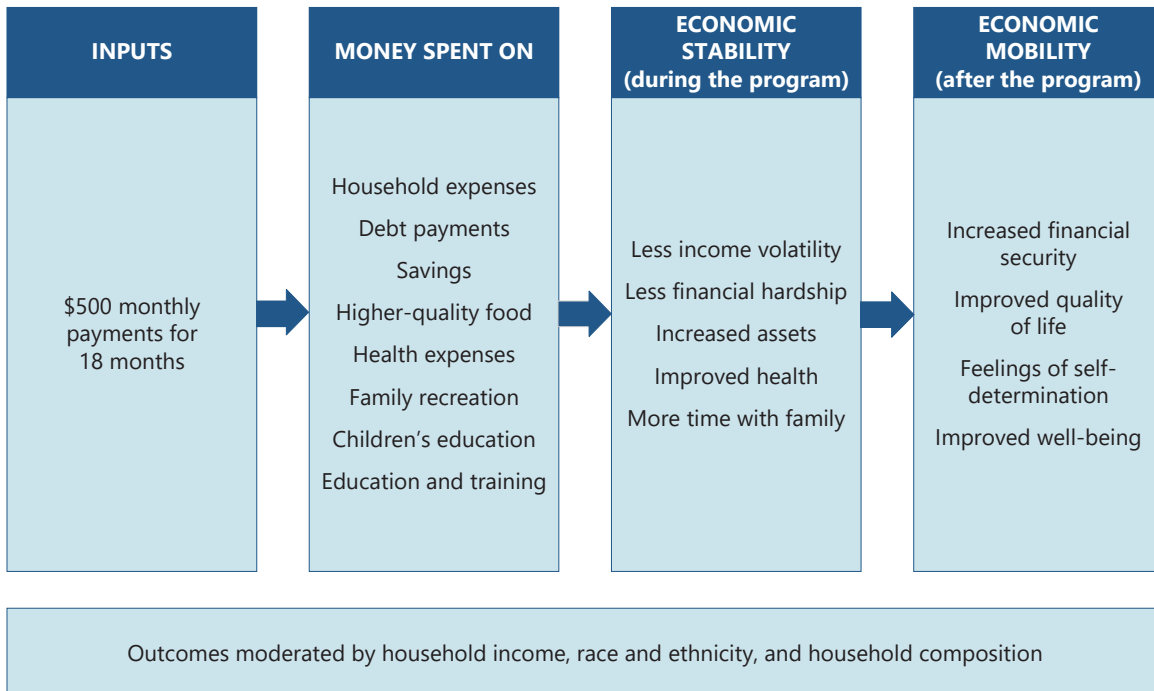 INPUTS
$500 monthly
payments for
18 months
MONEY SPENT ON
Household expenses
Debt payments
Savings
Higher-quality food
Health expenses
Family recreation
Children’s education
Education and training
ECONOMIC
STABILITY
(during the program)
Less income volatility
Less financial hardship
Increased assets
Improved health
More time with family
ECONOMIC
MOBILITY
(after the program)
Increased financial
security
Improved quality
of life
Feelings of self-
determination
Improved well-being
Outcomes moderated by household income, race and ethnicity, and household composition